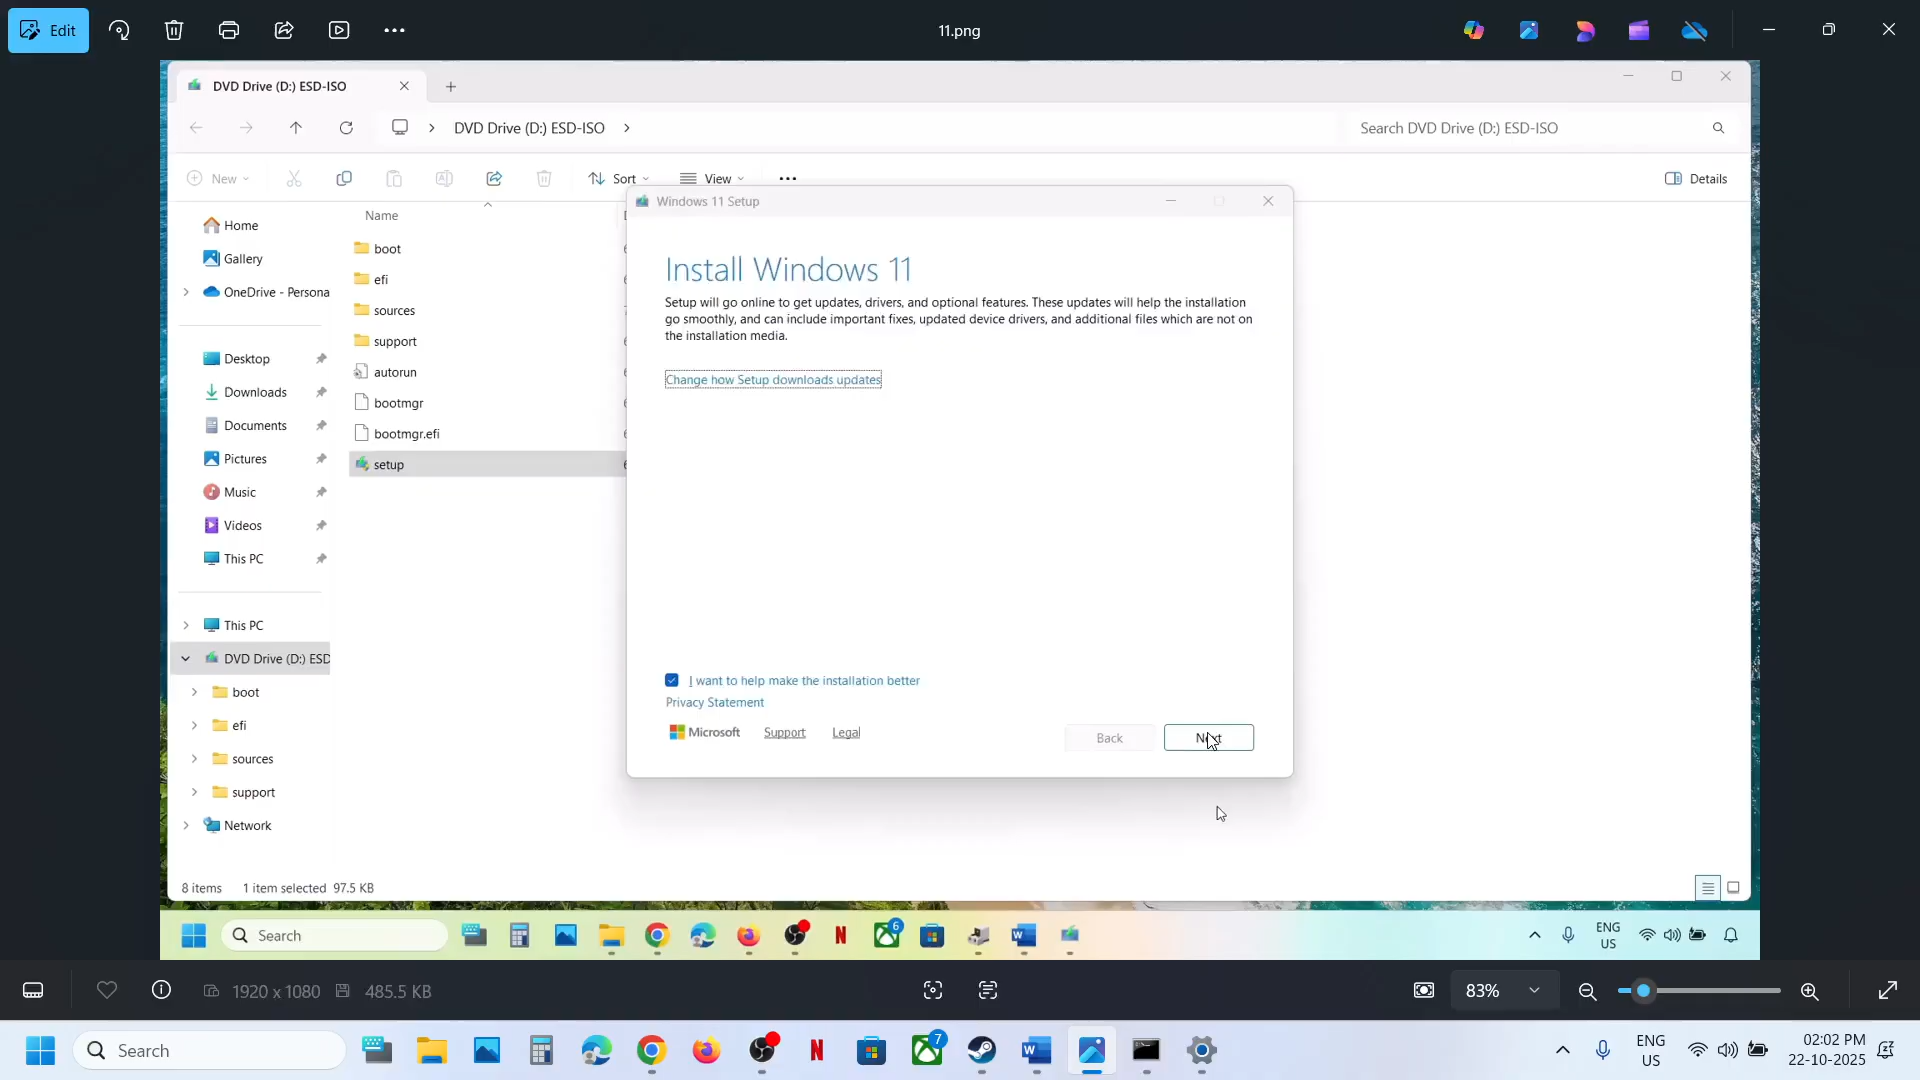 Edit
11.png
DVD Drive (D:) ESD-ISO
DVD Drive (D:) ESD-ISO
Search DVD Drive (D:) ESD-ISO
New
Sort
View
Details
Home
Gallery
OneDrive - Persona
Desktop
Downloads
Documents
Pictures
Music
Videos
This PC
This PC
DVD Drive (D:) ESD
boot
efi
sources
support
Network
Name
boot
efi
sources
support
autorun
bootmgr
bootmgr.efi
setup
Windows 11 Setup
Install Windows 11
Setup will go online to get updates, drivers, and optional features. These updates will help the installation
go smoothly, and can include important fixes, updated device drivers, and additional files which are not on
the installation media.
Change how Setup downloads updates
I want to help make the installation better
Privacy Statement
Microsoft Support Legal
Back Next
8 items 1 item selected 97.5 KB
Search
6
ENG
US
1920 x 1080 485.5 KB
83%
Search
7
ENG
US
02:02 PM
22-10-2025